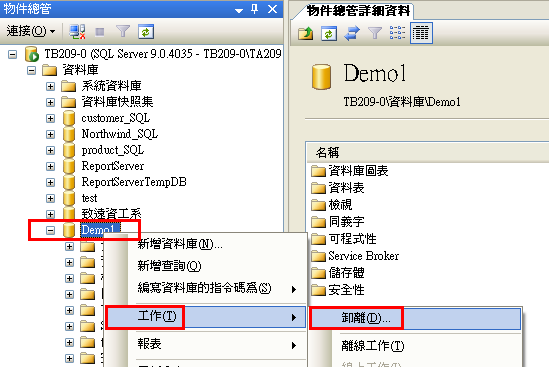 物件總管
連接(O)
TB209-0 (SQL Server 9.0.4035 - TB209-0\TA209
資料庫
系統資料庫
資料庫快照集
customer_SQL
Northwind_SQL
product_SQL
ReportServer
ReportServerTempDB
test
致遠資工系
Demo1
新增資料庫(N)...
新增查詢(Q)
編寫資料庫的指令碼為(S)
工作(T)
報表
物件總管詳細資料
Demo1
TB209-0\資料庫\Demo1
名稱
資料庫圖表
資料表
檢視
同義字
可程式性
Service Broker
儲存體
安全性
卸離(D)...
離線工作(T)